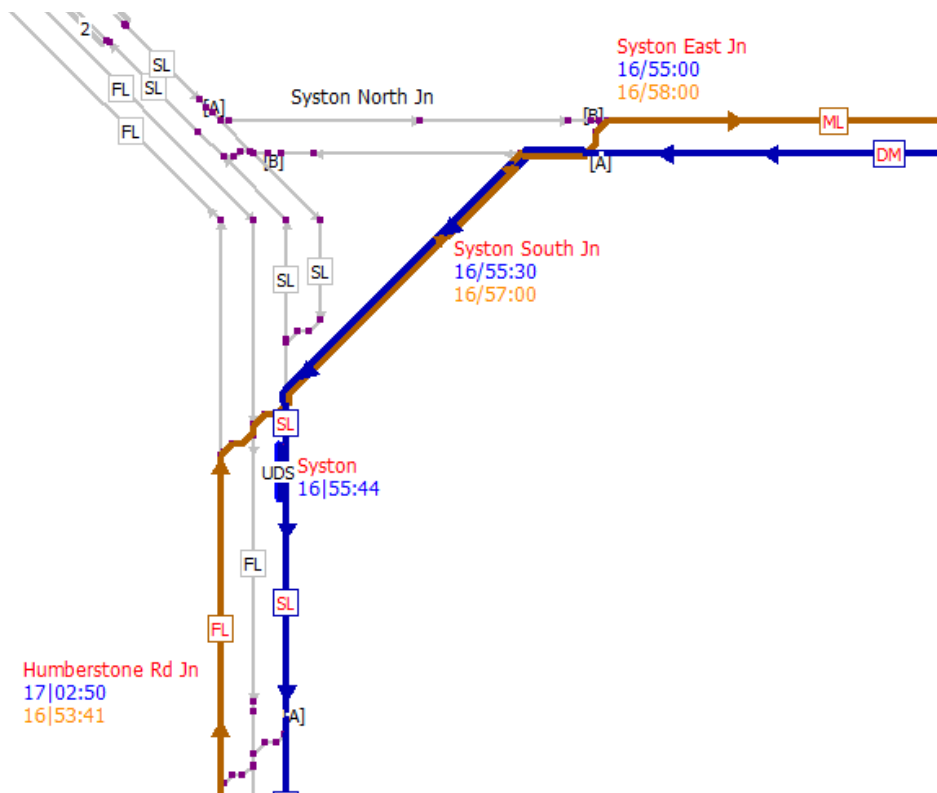 2
SL
SL
FL
FL
[A]
Syston North Jn
[B]
Syston East Jn
16/55:00
16/58:00
[B]
ML
[A]
DM
SL
SL
Syston South Jn
16/55:30
16/57:00
SL
UDS
Syston
16|55:44
FL
SL
FL
Humberstone Rd Jn
17|02:50
16|53:41
[A]